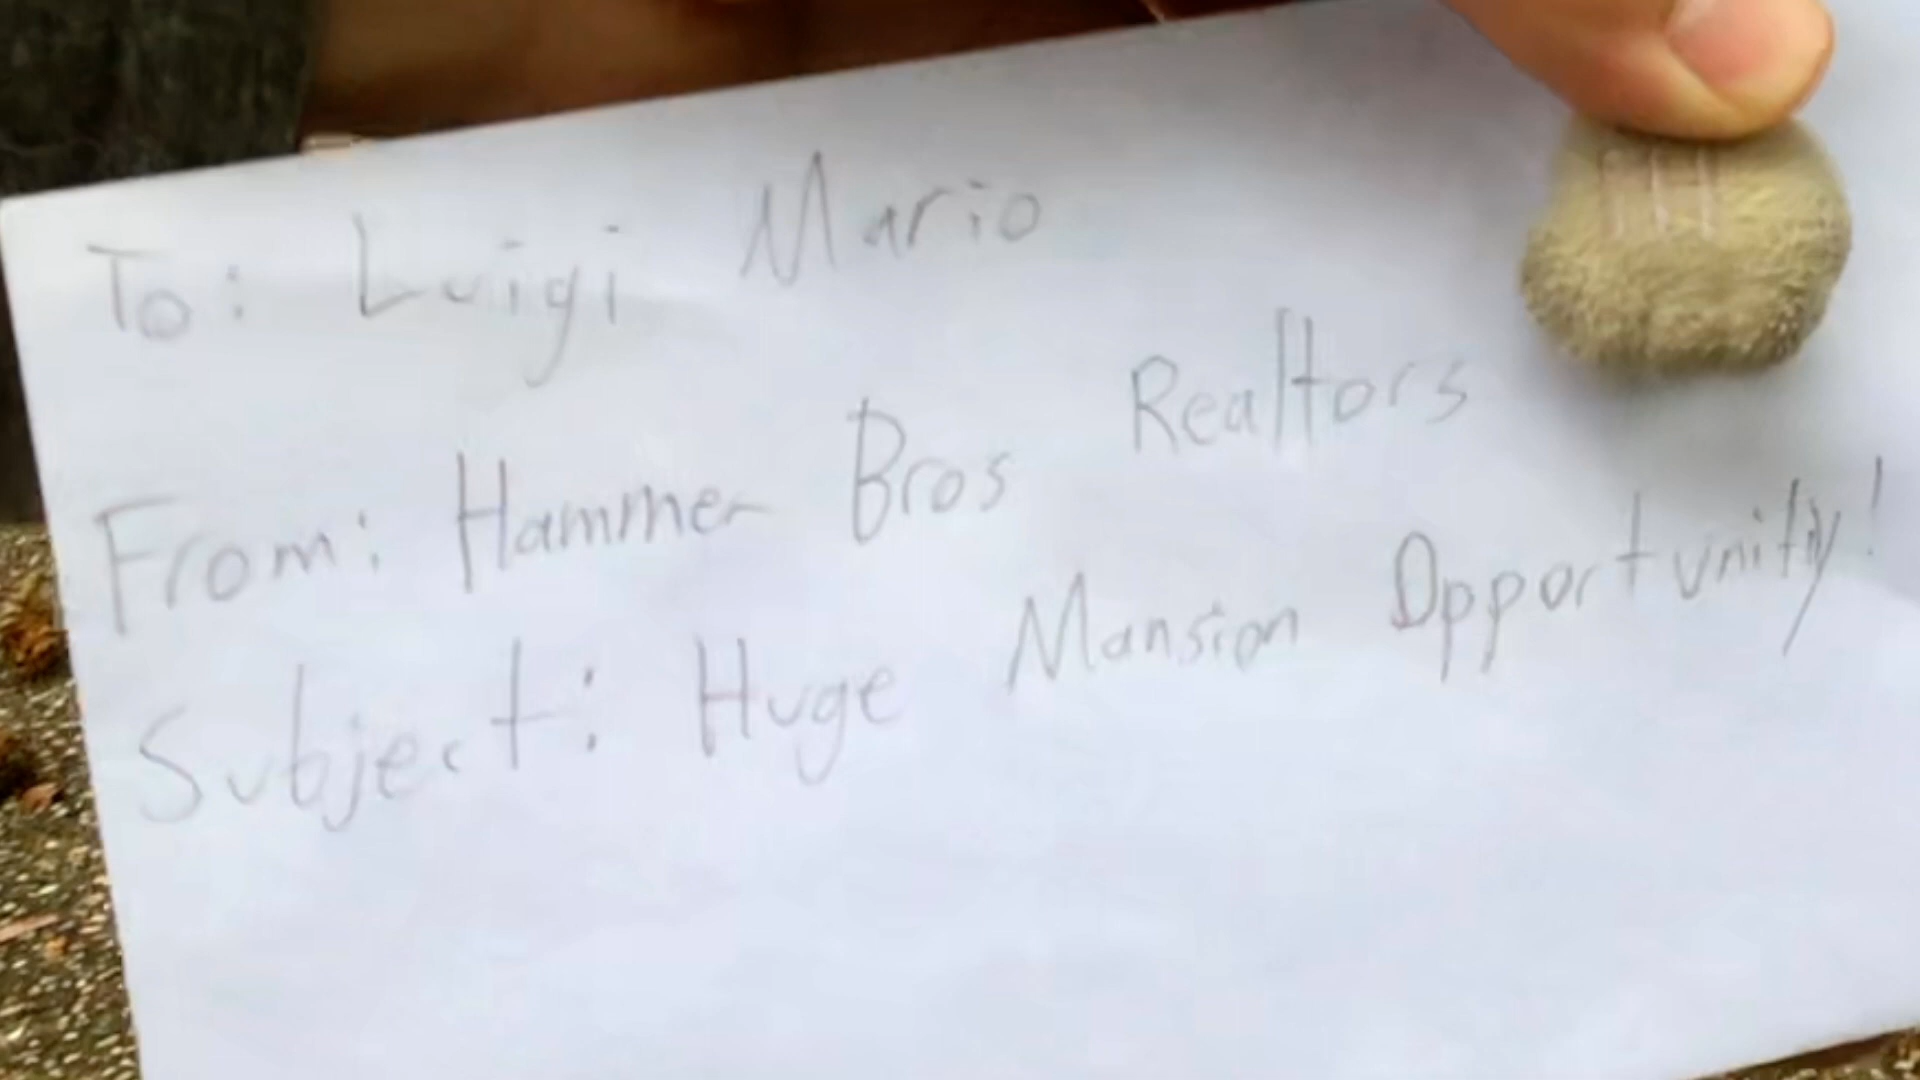 To: Luigi Mario
From: Hammer Bros Realtors
Subject: Huge Mansion Opportunity!